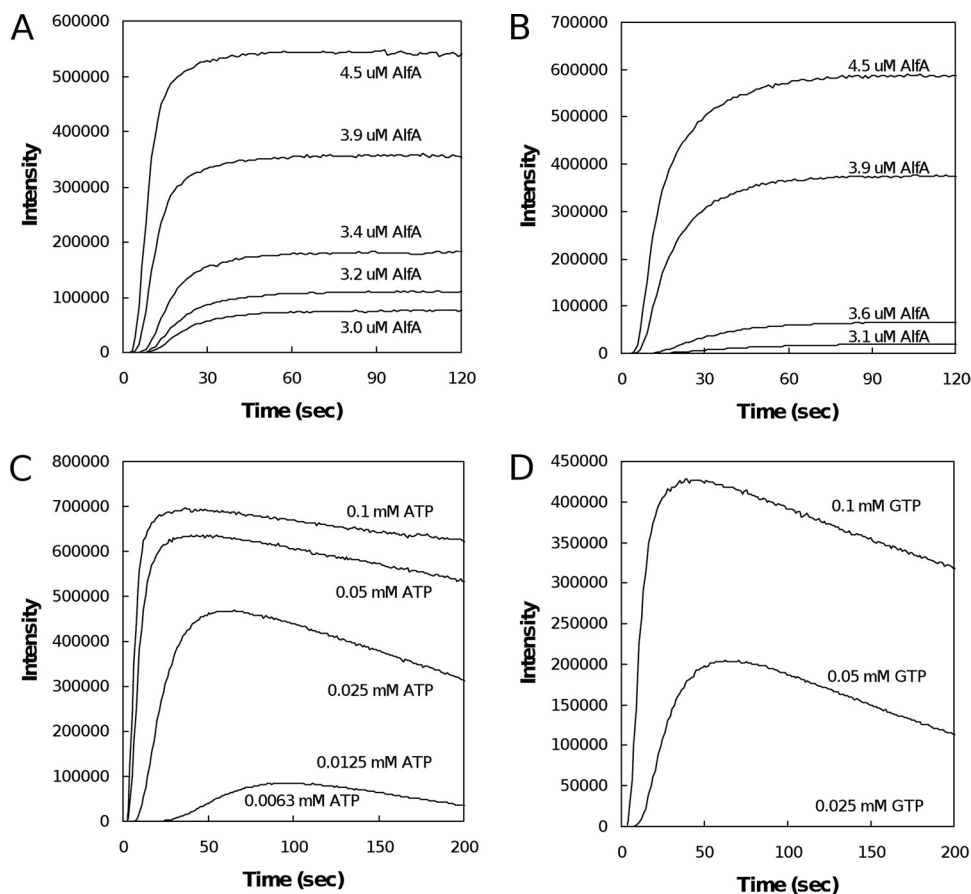 A
600000
500000
400000
300000
200000
100000
0
Intensity
4.5 uM AlfA
3.9 uM AlfA
3.4 uM AlfA
3.2 uM AlfA
3.0 uM AlfA
0 30 60 90 120
Time (sec)
B
700000
600000
500000
400000
300000
200000
100000
0
Intensity
4.5 uM AlfA
3.9 uM AlfA
3.6 uM AlfA
3.1 uM AlfA
0 30 60 90 120
Time (sec)
C
800000
700000
600000
500000
400000
300000
200000
100000
0
Intensity
0.1 mM ATP
0.05 mM ATP
0.025 mM ATP
0.0125 mM ATP
0.0063 mM ATP
0 50 100 150 200
Time (sec)
D
450000
400000
350000
300000
250000
200000
150000
100000
50000
0
Intensity
0.1 mM GTP
0.05 mM GTP
0.025 mM GTP
0 50 100 150 200
Time (sec)